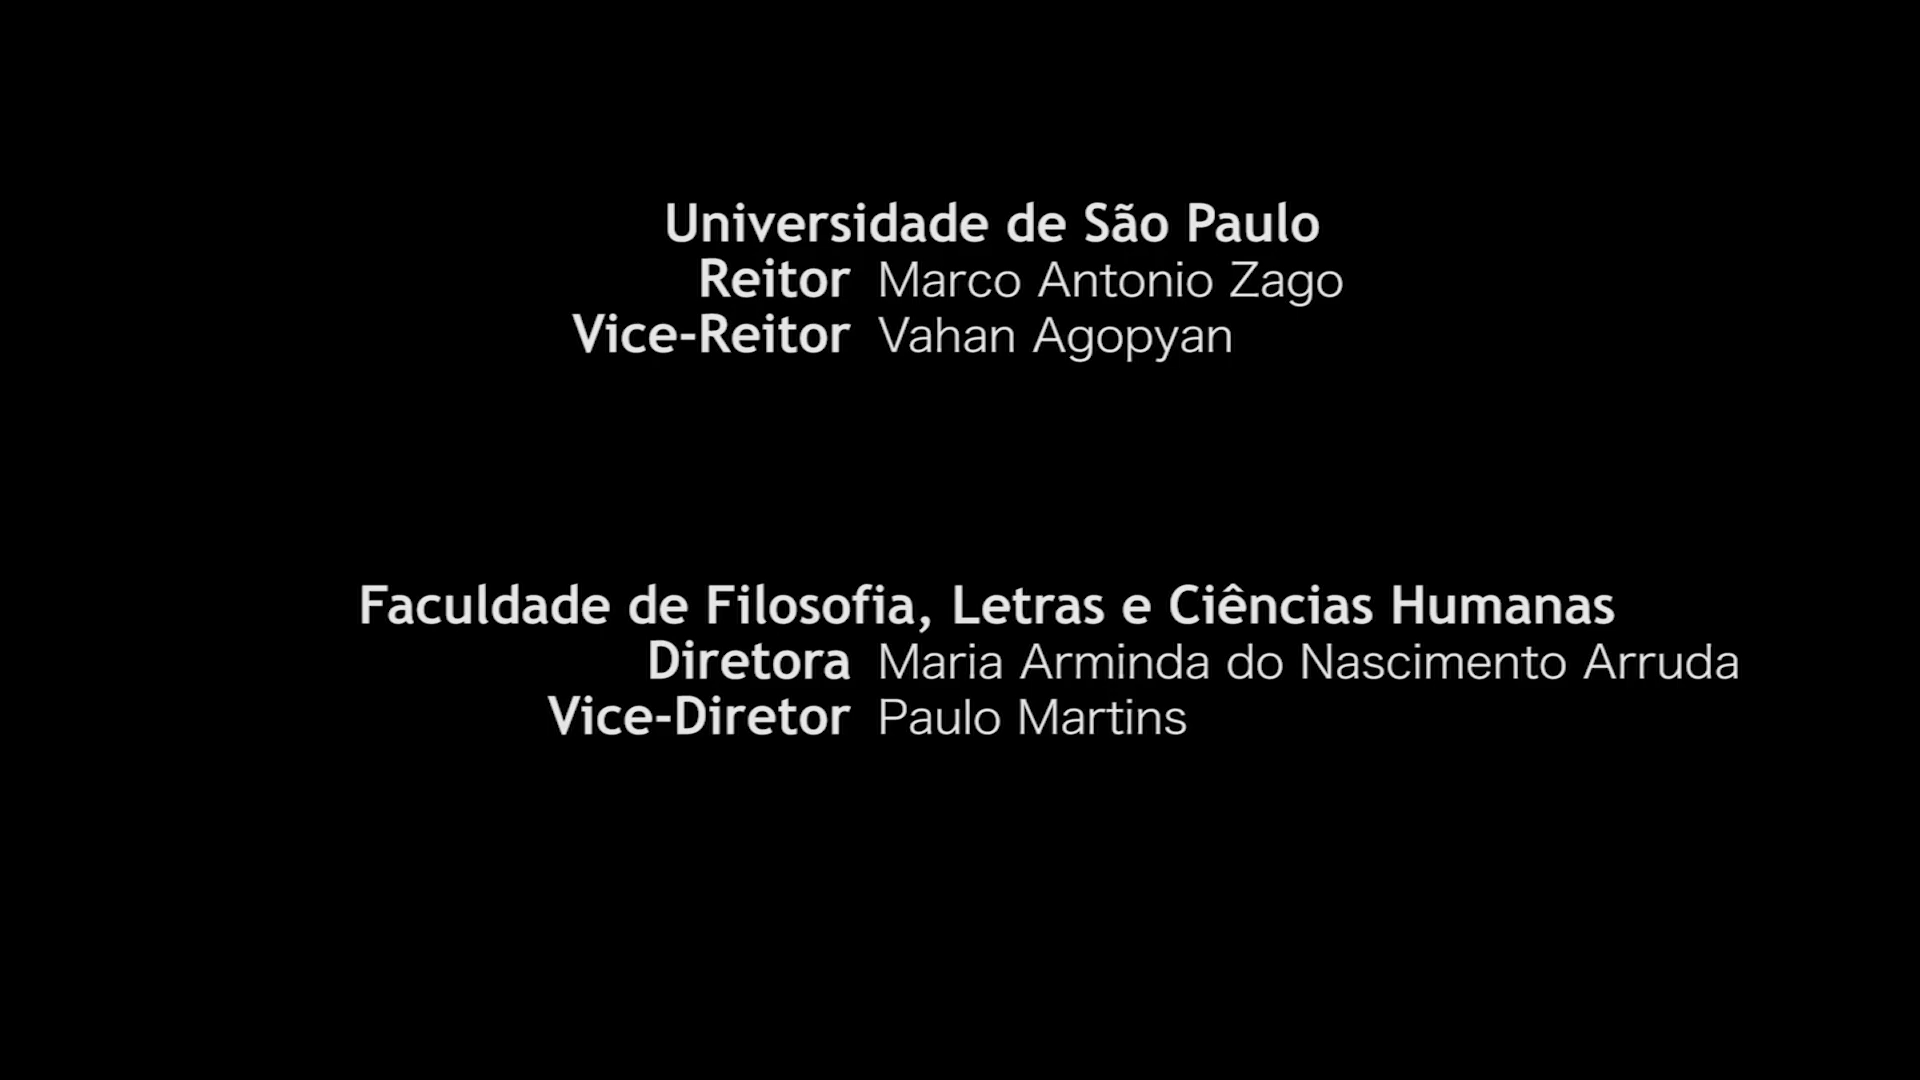 Universidade de São Paulo
Reitor Marco Antonio Zago
Vice-Reitor Vahan Agopyan
Faculdade de Filosofia, Letras e Ciências Humanas
Diretora Maria Arminda do Nascimento Arruda
Vice-Diretor Paulo Martins